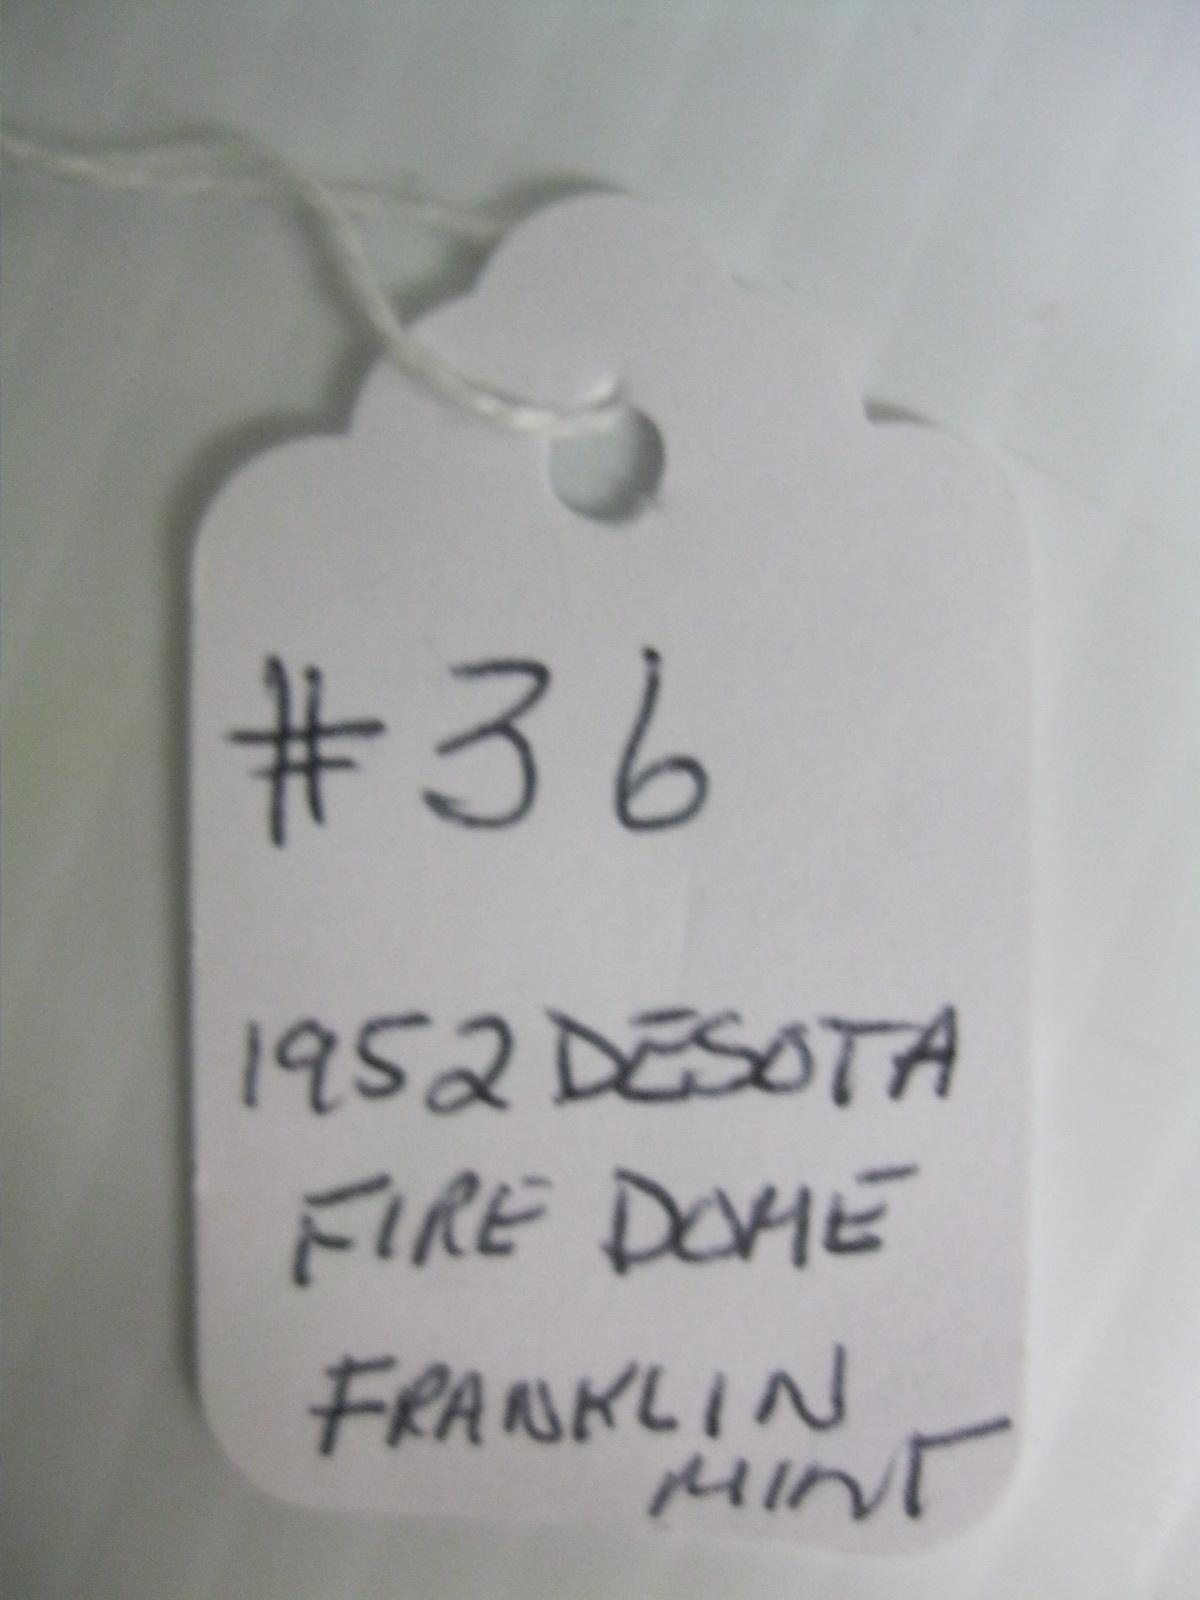 #36
1952 DESOTA
FIRE DOME
FRANKLIN
MINT